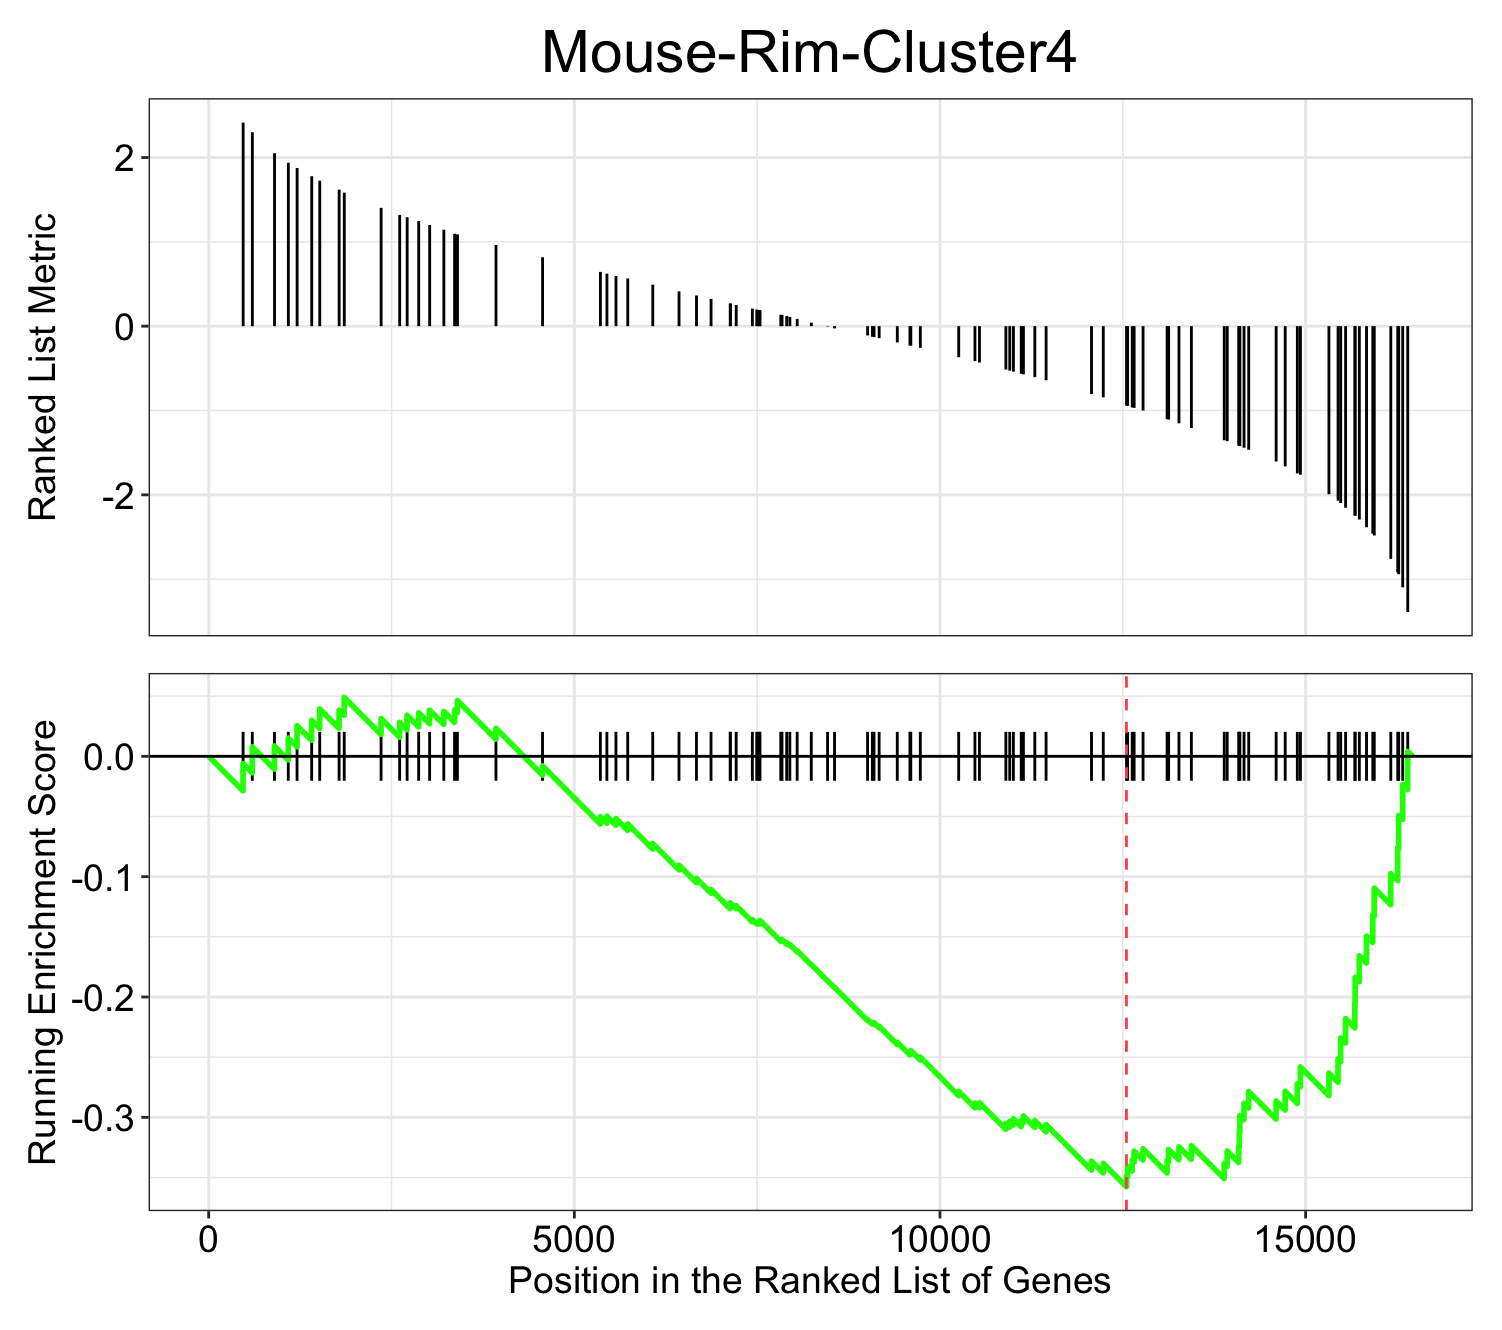 Mouse-Rim-Cluster4
Ranked List Metric
2
0
-2
Running Enrichment Score
0.0
-0.1
-0.2
-0.3
0 5000 10000 15000
Position in the Ranked List of Genes